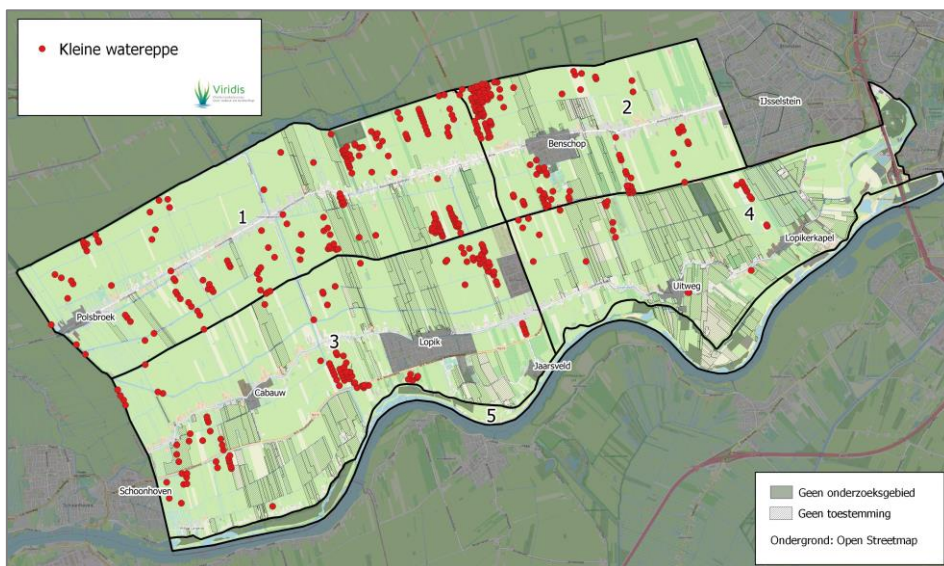 Kleine watereppe
Viridis
IJsselstein
2
Benschop
1
4
Lopikerkapel
Uitweg
Polsbroek
3
Lopik
Jaarsveld
Cabauw
5
Schoonhoven
Geen onderzoeksgebied
Geen toestemming
Ondergrond: Open Streetmap